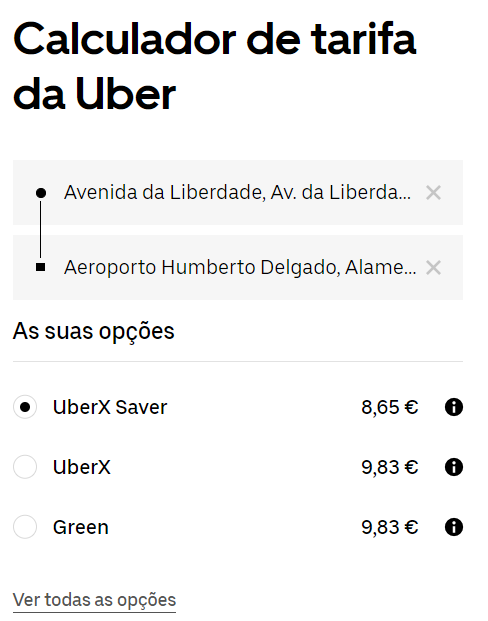 Calculador de tarifa
da Uber
Avenida da Liberdade, Av. da Liberda...
Aeroporto Humberto Delgado, Alame...
As suas opções
UberX Saver 8,65 €
UberX 9,83 €
Green 9,83 €
Ver todas as opções